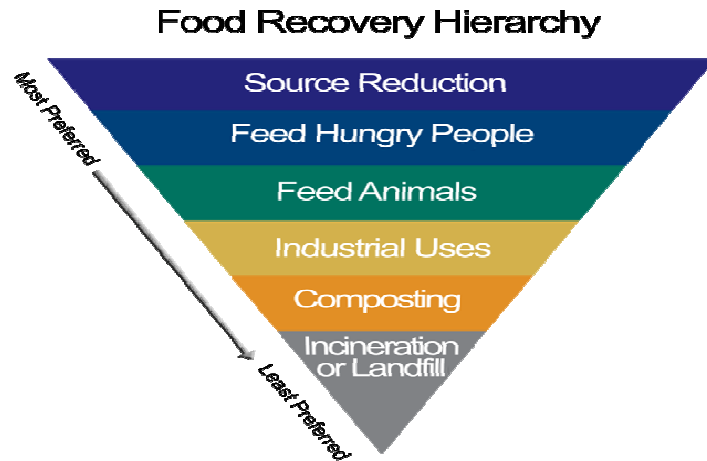 Food Recovery Hierarchy
Most Preferred
Source Reduction
Feed Hungry People
Feed Animals
Industrial Uses
Composting
Incineration
or Landfill
Least Preferred